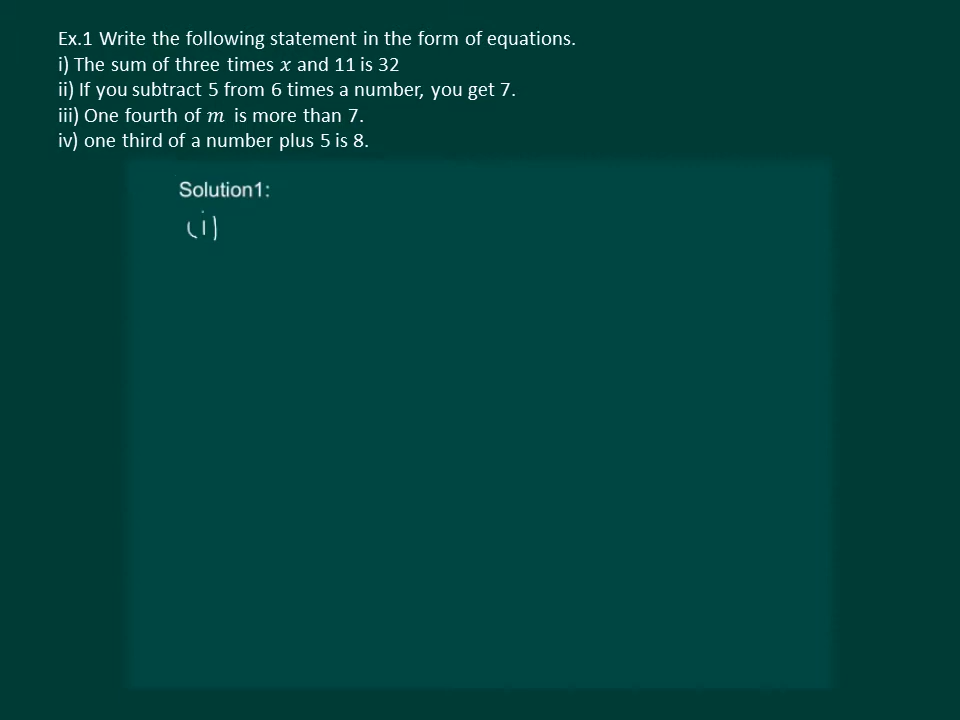 Ex.1 Write the following statement in the form of equations.
i) The sum of three times x and 11 is 32
ii) If you subtract 5 from 6 times a number, you get 7.
iii) One fourth of m is more than 7.
iv) one third of a number plus 5 is 8.
Solution1:
(i)